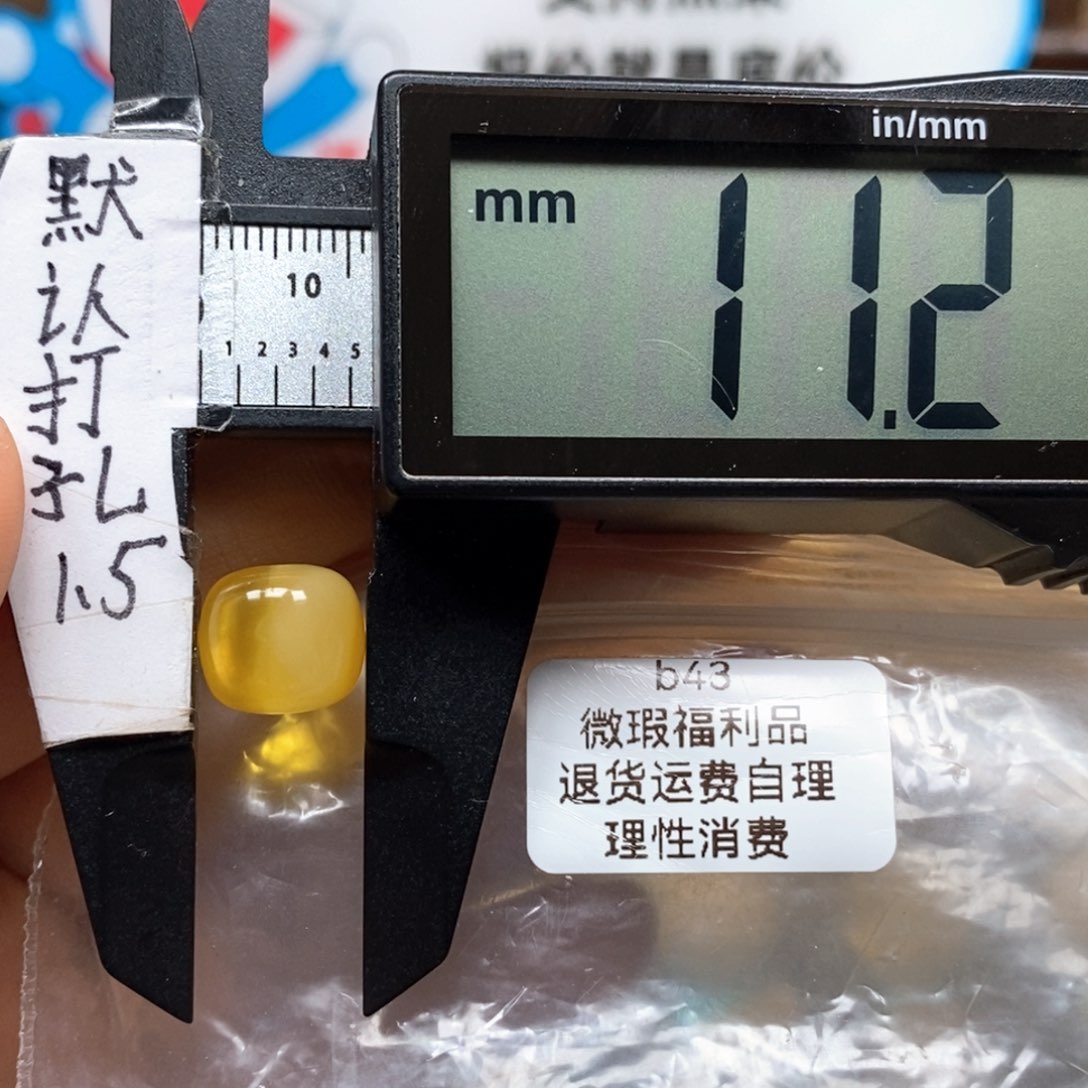 in/mm
mm
11.2
10
1 2 3 4 5
默
认
打
孔
1.5
b43
微瑕福利品
退货运费自理
理性消费